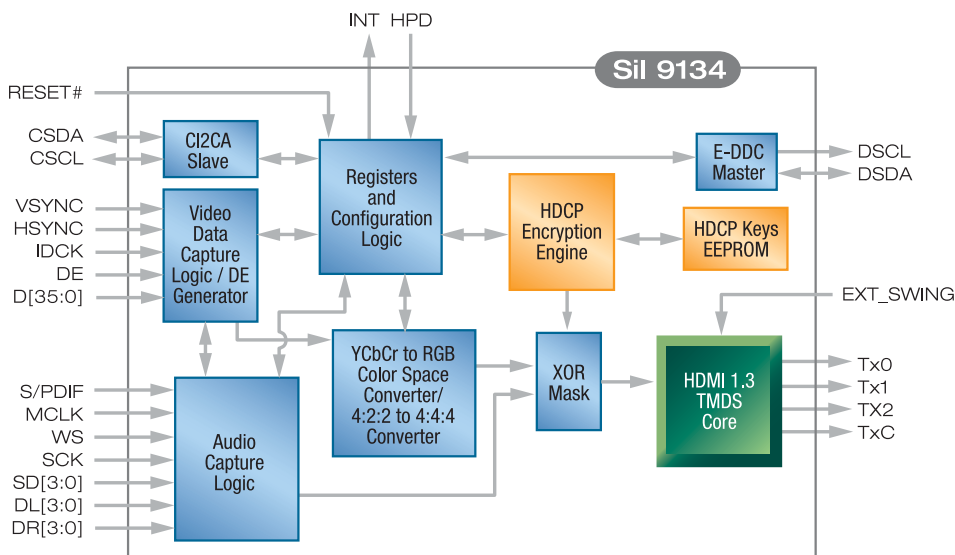 INT HPD
SiI 9134
RESET#
CSDA
CSCL
CI2CA
Slave
Registers
and
Configuration
Logic
E-DDC
Master
DSCL
DSDA
VSYNC
HSYNC
IDCK
DE
D[35:0]
Video
Data
Capture
Logic / DE
Generator
HDCP
Encryption
Engine
HDCP Keys
EEPROM
EXT_SWING
YCbCr to RGB
Color Space
Converter/
4:2:2 to 4:4:4
Converter
XOR
Mask
HDMI 1.3
TMDS
Core
Tx0
Tx1
TX2
TxC
S/PDIF
MCLK
WS
SCK
SD[3:0]
DL[3:0]
DR[3:0]
Audio
Capture
Logic